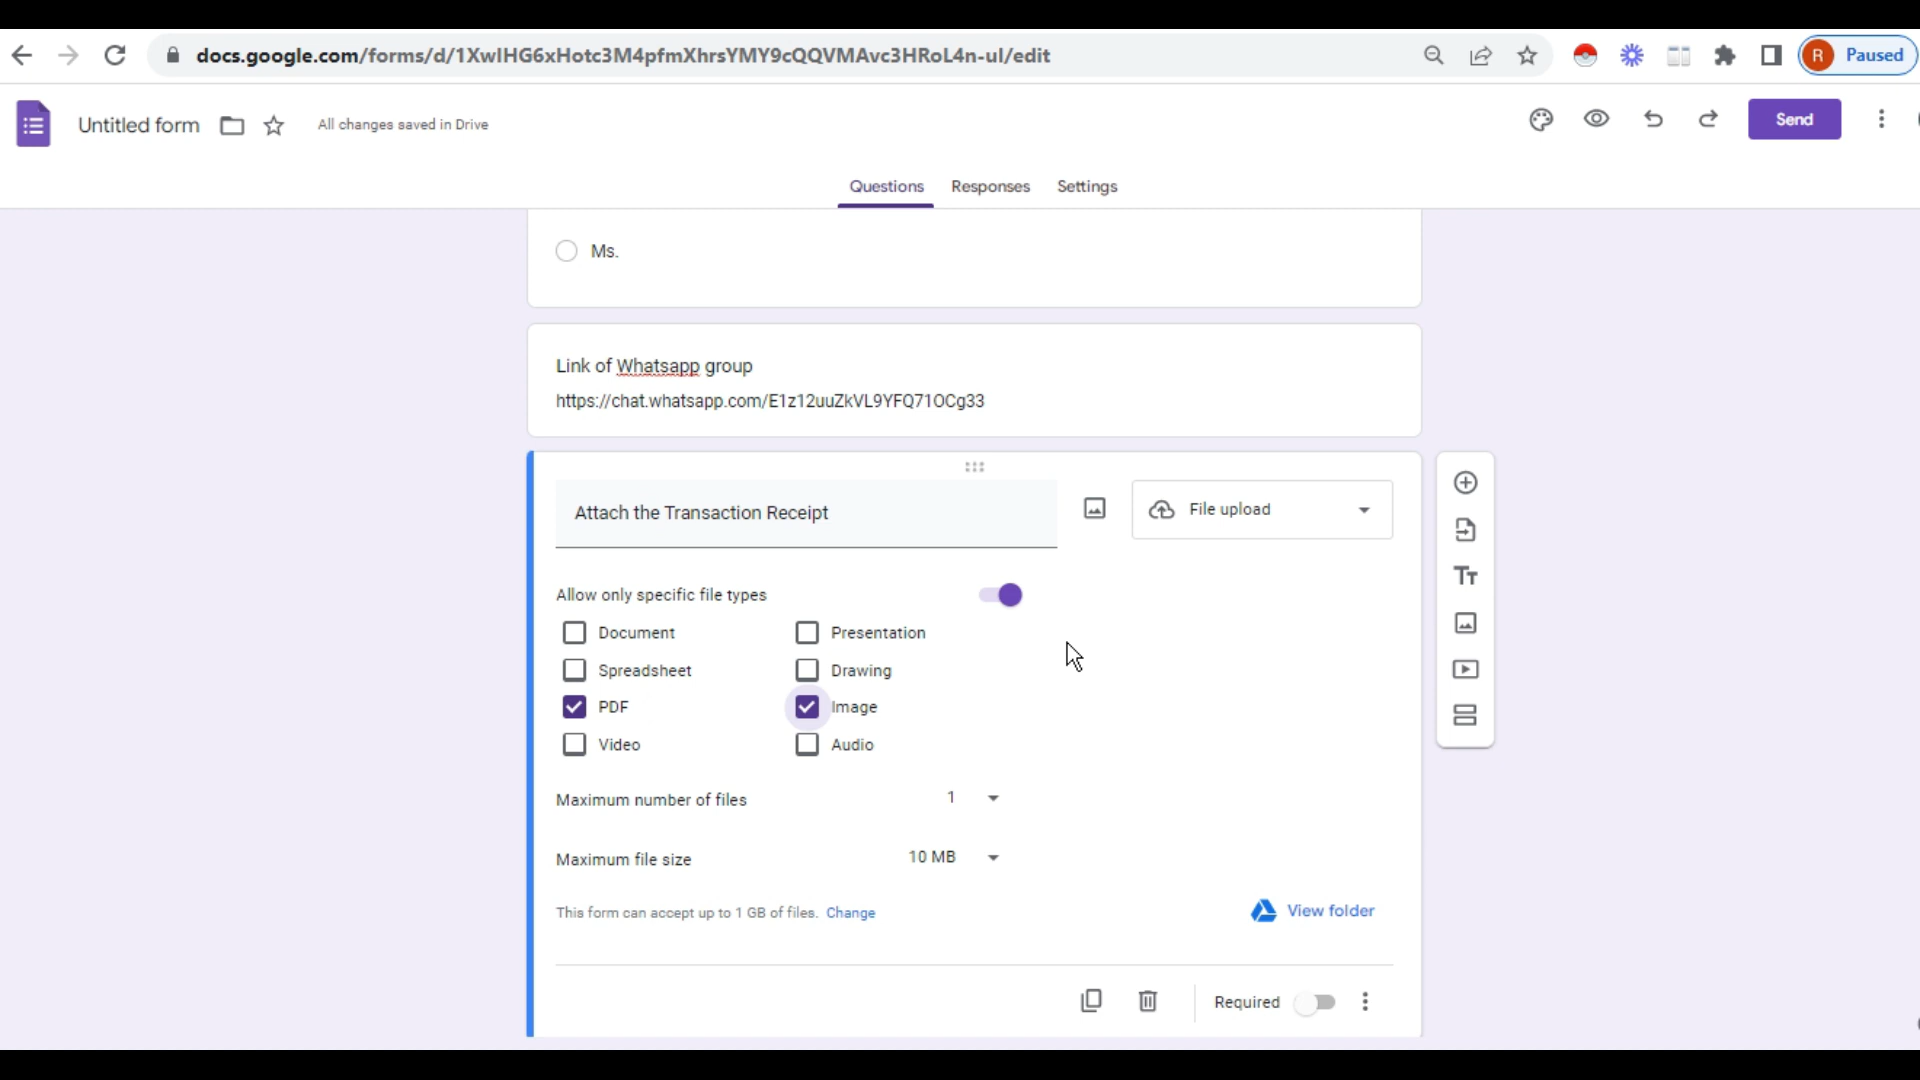 docs.google.com/forms/d/1XwlHG6xHotc3M4pfmXhrsYMY9cQQVMAvc3HRoL4n-ul/edit
R Paused
Untitled form
All changes saved in Drive
Send
Questions Responses Settings
Ms.
Link of Whatsapp group
https://chat.whatsapp.com/E1z12uuZkVL9YFQ71OCg33
Attach the Transaction Receipt
File upload
Allow only specific file types
Document Presentation
Spreadsheet Drawing
PDF Image
Video Audio
Maximum number of files 1
Maximum file size 10 MB
This form can accept up to 1 GB of files. Change
View folder
Required
Tт